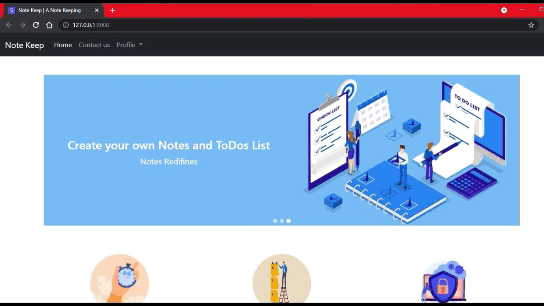 Note Keep | A Note Keeping
127.0.0.1:8000
Note Keep Home Contact us Profile
Create your own Notes and ToDos List
Notes Redifines
CHECK LIST
TO DO LIST